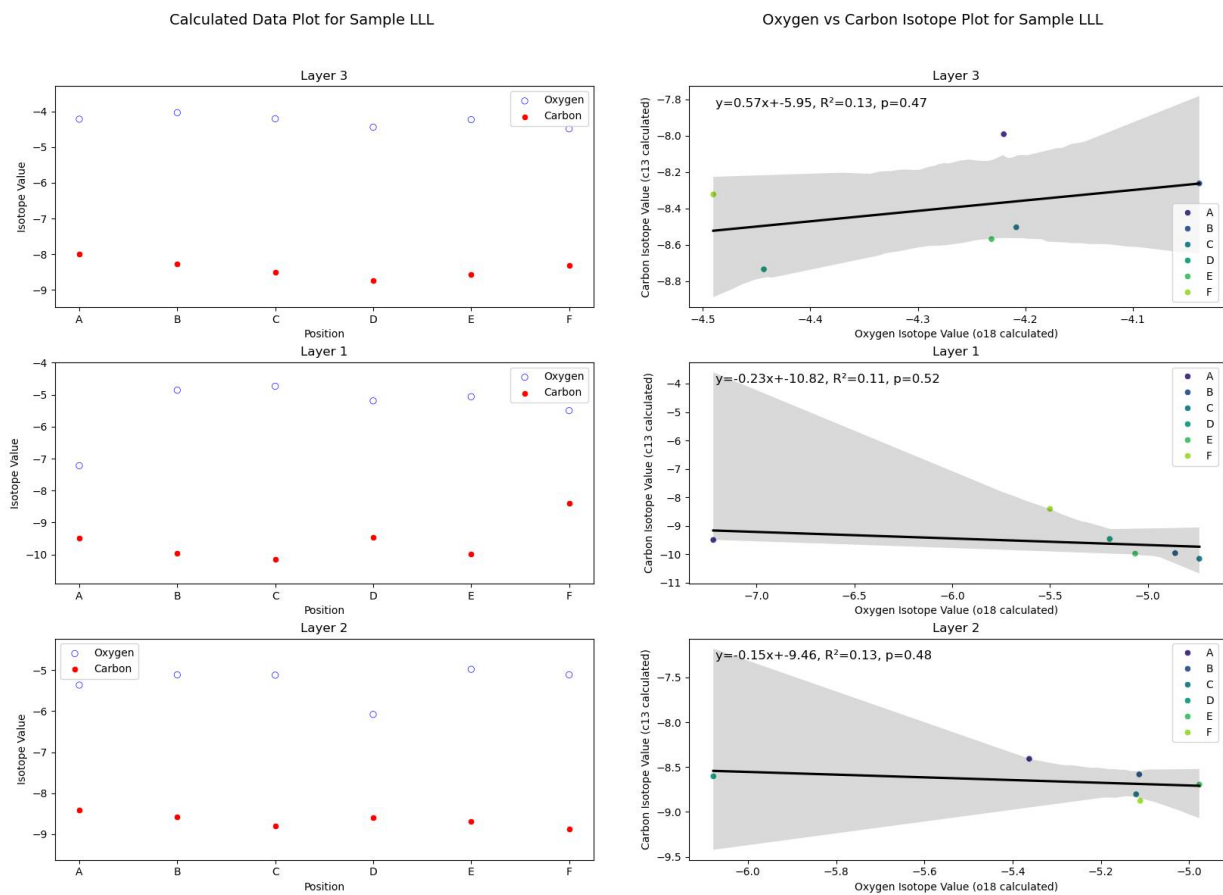 Calculated Data Plot for Sample LLL
Oxygen vs Carbon Isotope Plot for Sample LLL
Layer 3
Oxygen
Carbon
−4
−5
−6
−7
−8
−9
Isotope Value
A B C D E F
Position
Layer 3
y=0.57x+-5.95, R²=0.13, p=0.47
−7.8
−8.0
−8.2
−8.4
−8.6
−8.8
Carbon Isotope Value (c13 calculated)
A
B
C
D
E
F
−4.5 −4.4 −4.3 −4.2 −4.1
Oxygen Isotope Value (o18 calculated)
Layer 1
Oxygen
Carbon
−4
−5
−6
−7
−8
−9
−10
Isotope Value
A B C D E F
Position
Layer 1
y=-0.23x+-10.82, R²=0.11, p=0.52
−4
−5
−6
−7
−8
−9
−10
−11
Carbon Isotope Value (c13 calculated)
A
B
C
D
E
F
−7.0 −6.5 −6.0 −5.5 −5.0
Oxygen Isotope Value (o18 calculated)
Layer 2
Oxygen
Carbon
−5
−6
−7
−8
−9
Isotope Value
A B C D E F
Position
Layer 2
y=-0.15x+-9.46, R²=0.13, p=0.48
−7.5
−8.0
−8.5
−9.0
−9.5
Carbon Isotope Value (c13 calculated)
A
B
C
D
E
F
−6.0 −5.8 −5.6 −5.4 −5.2 −5.0
Oxygen Isotope Value (o18 calculated)